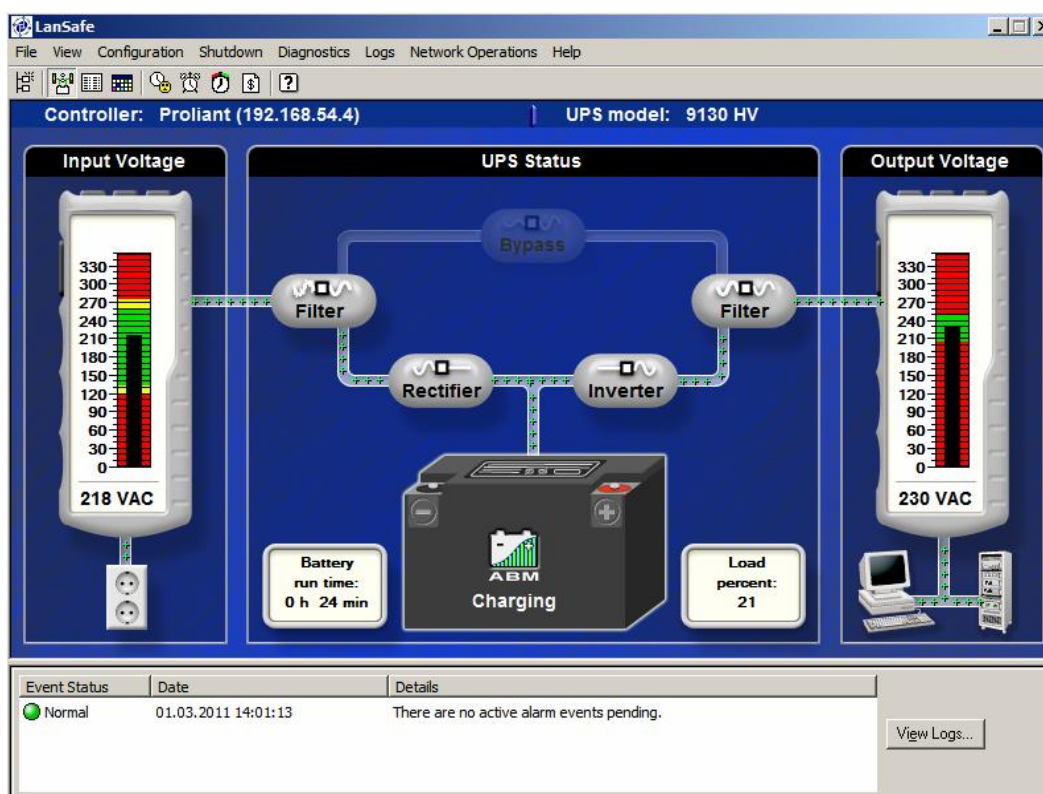 LanSafe
File View Configuration Shutdown Diagnostics Logs Network Operations Help
Controller: Proliant (192.168.54.4) UPS model: 9130 HV
Input Voltage
330
300
270
240
210
180
150
120
90
60
30
0
218 VAC
UPS Status
Bypass
Filter
Filter
Rectifier
Inverter
Battery
run time:
0 h 24 min
ABM
Charging
Load
percent:
21
Output Voltage
330
300
270
240
210
180
150
120
90
60
30
0
230 VAC
Event Status Date Details
Normal 01.03.2011 14:01:13 There are no active alarm events pending.
View Logs...